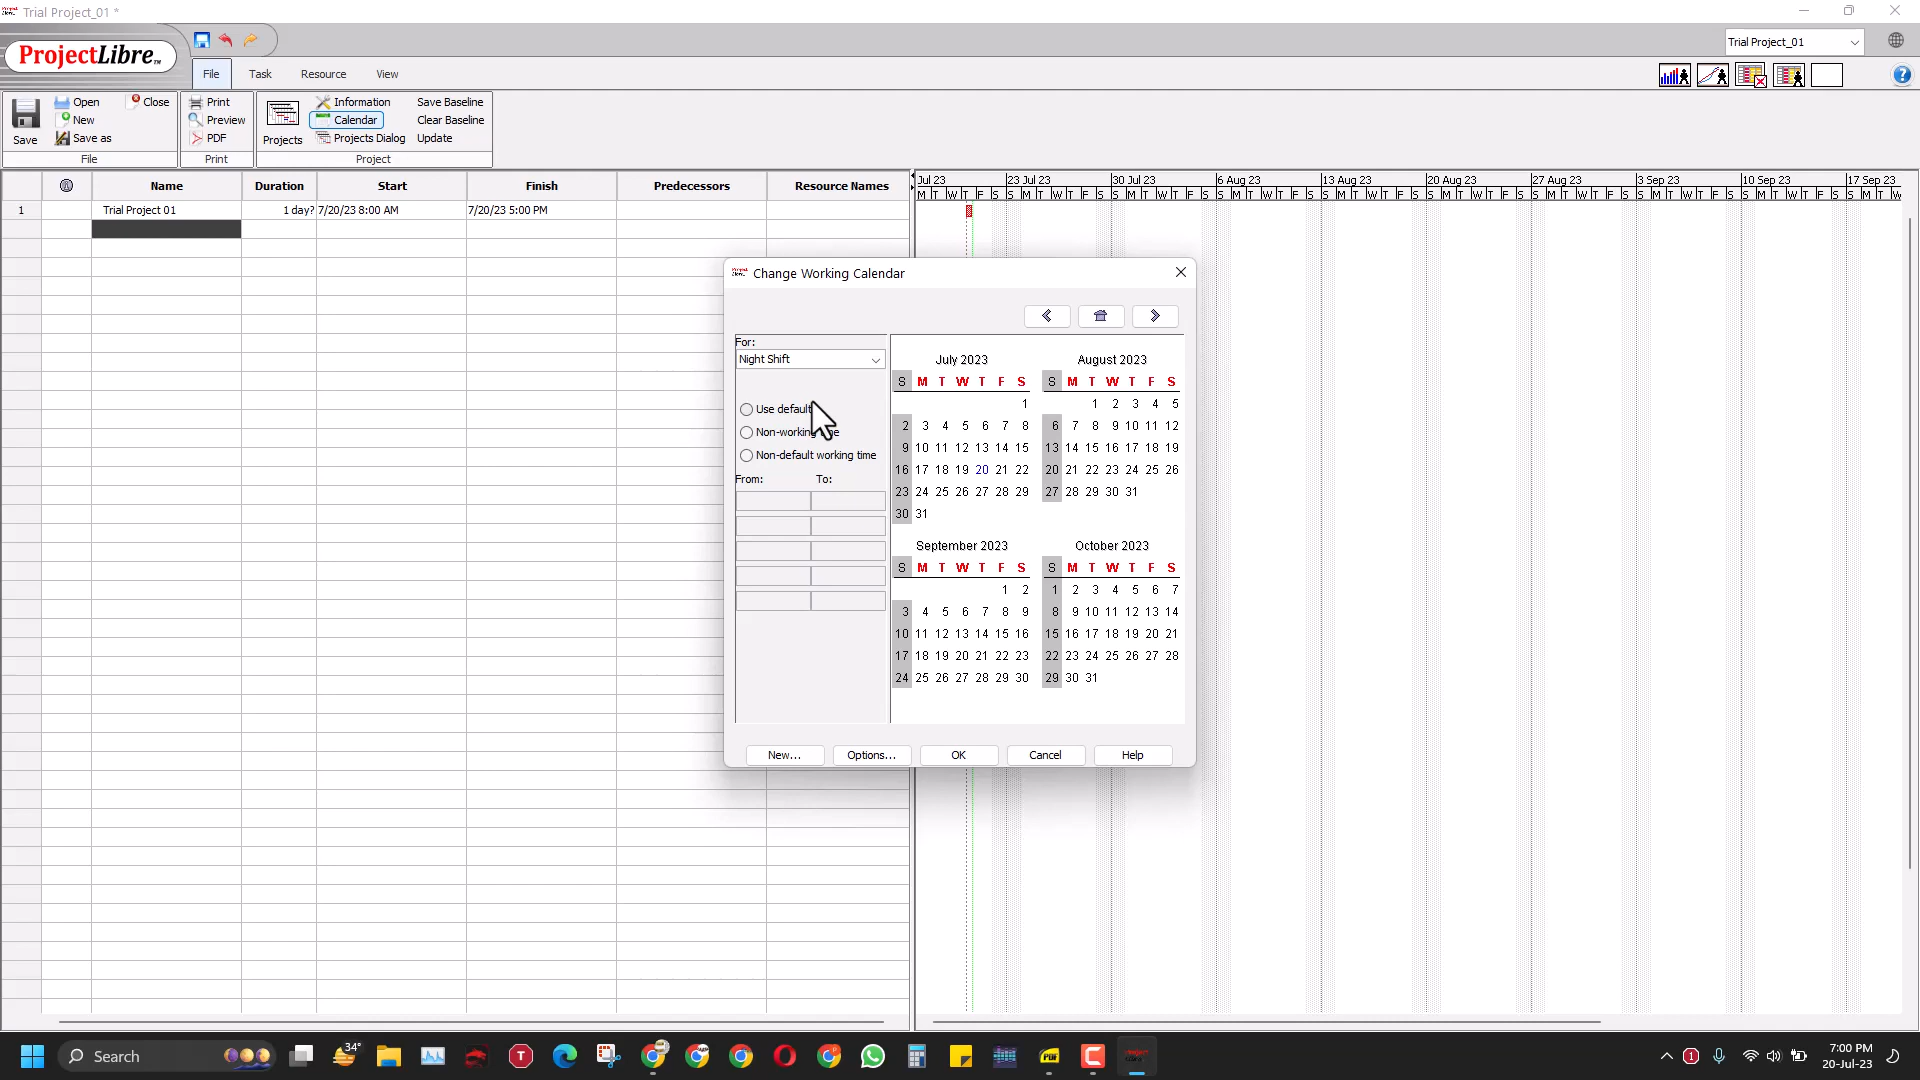 Trial Project_01 *
ProjectLibre™
Trial Project_01
File Task Resource View
Save
Open
New
Save as
Close
File
Print
Preview
PDF
Print
Projects
Information
Calendar
Projects Dialog
Save Baseline
Clear Baseline
Update
Project
Name Duration Start Finish Predecessors Resource Names
1 Trial Project 01 1 day? 7/20/23 8:00 AM 7/20/23 5:00 PM
Jul 23 23 Jul 23 30 Jul 23 6 Aug 23 13 Aug 23 20 Aug 23 27 Aug 23 3 Sep 23 10 Sep 23 17 Sep 23
M T W T F S S M T W T F S S M T W T F S S M T W T F S S M T W T F S S M T W T F S S M T W T F S S M T W T F S S M T W T F S S M T W
Change Working Calendar
For:
Night Shift
Use default
Non-working
Non-default working time
From: To:
July 2023
S M T W T F S
1
2 3 4 5 6 7 8
9 10 11 12 13 14 15
16 17 18 19 20 21 22
23 24 25 26 27 28 29
30 31
August 2023
S M T W T F S
1 2 3 4 5
6 7 8 9 10 11 12
13 14 15 16 17 18 19
20 21 22 23 24 25 26
27 28 29 30 31
September 2023
S M T W T F S
1 2
3 4 5 6 7 8 9
10 11 12 13 14 15 16
17 18 19 20 21 22 23
24 25 26 27 28 29 30
October 2023
S M T W T F S
1 2 3 4 5 6 7
8 9 10 11 12 13 14
15 16 17 18 19 20 21
22 23 24 25 26 27 28
29 30 31
New... Options... OK Cancel Help
Search
34°
7:00 PM
20-Jul-23